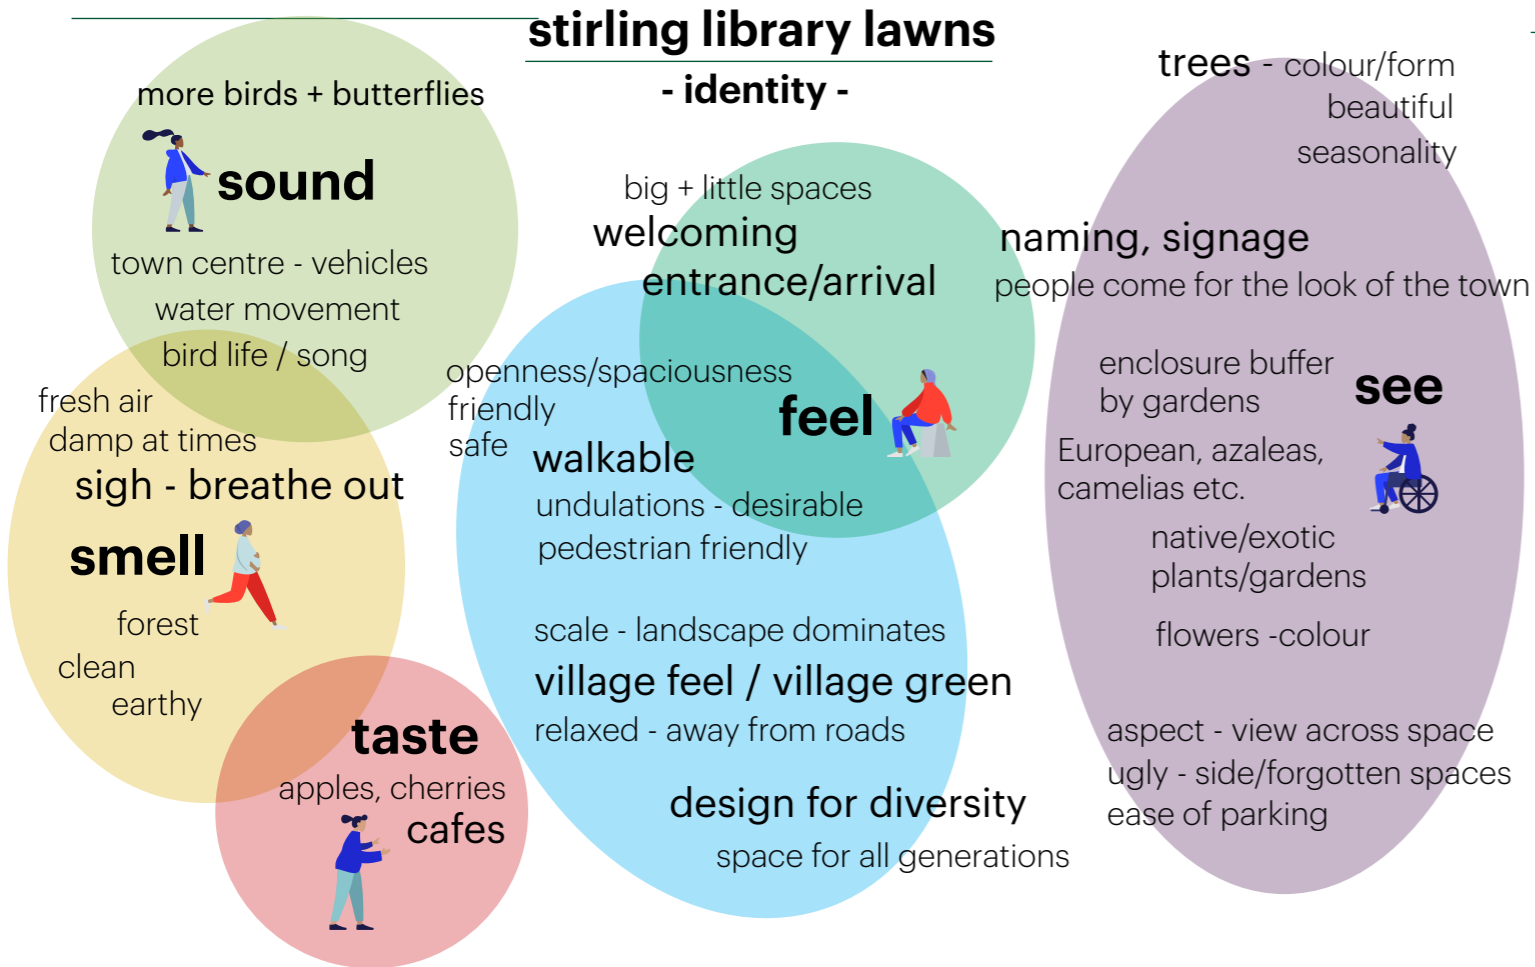 stirling library lawns
- identity -
more birds + butterflies
sound
town centre - vehicles
water movement
bird life / song
fresh air
damp at times
sigh - breathe out
smell
forest
clean
earthy
taste
apples, cherries
cafes
big + little spaces
welcoming
entrance/arrival
openness/spaciousness
friendly
safe
feel
walkable
undulations - desirable
pedestrian friendly
scale - landscape dominates
village feel / village green
relaxed - away from roads
design for diversity
space for all generations
trees - colour/form
beautiful
seasonality
naming, signage
people come for the look of the town
enclosure buffer
by gardens
see
European, azaleas,
camelias etc.
native/exotic
plants/gardens
flowers -colour
aspect - view across space
ugly - side/forgotten spaces
ease of parking